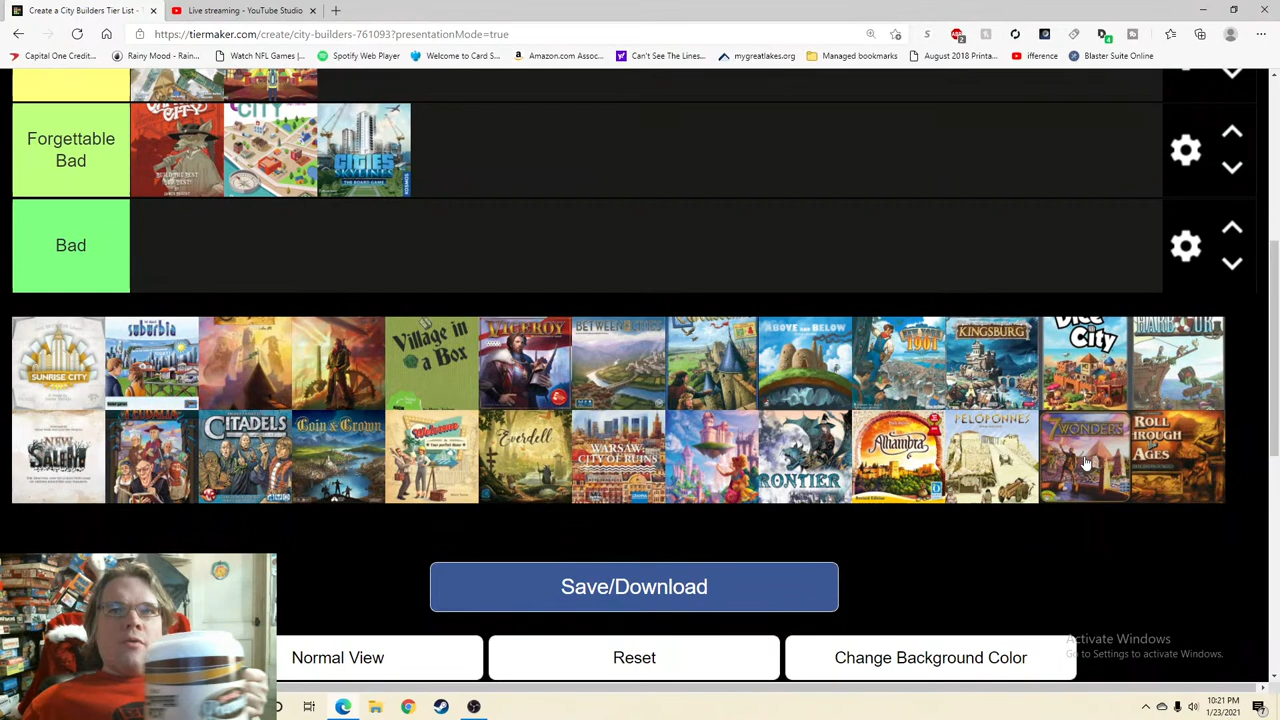 Create a City Builders Tier List -
Live streaming - YouTube Studio
https://tiermaker.com/create/city-builders-761093?presentationMode=true
Capital One Credit...
Rainy Mood - Rain...
Watch NFL Games |...
Spotify Web Player
Welcome to Card S...
Amazon.com Assoc...
Can't See The Lines...
mygreatlakes.org
Managed bookmarks
August 2018 Printa...
ifference
Blaster Suite Online
Forgettable
Bad
CITY
CITIES
SKYLINES
THE BOARD GAME
KOSMOS
Bad
SUNRISE CITY
suburbia
Village in
a Box
VICEROY
BETWEEN
ABOVE AND BELOW
1901
KINGSBURG
Dice
City
HARBOUR
NEW
SALEM
CITADELS
Coin & Crown
Welcome
Everdell
WARSAW:
CITY OF RUINS
FRONTIER
Alhambra
Revised Edition
PELOPONNES
7 WONDERS
ROLL
THROUGH
THE
AGES
Save/Download
Normal View
Reset
Change Background Color
Activate Windows
Go to Settings to activate Windows.
10:21 PM
1/23/2021